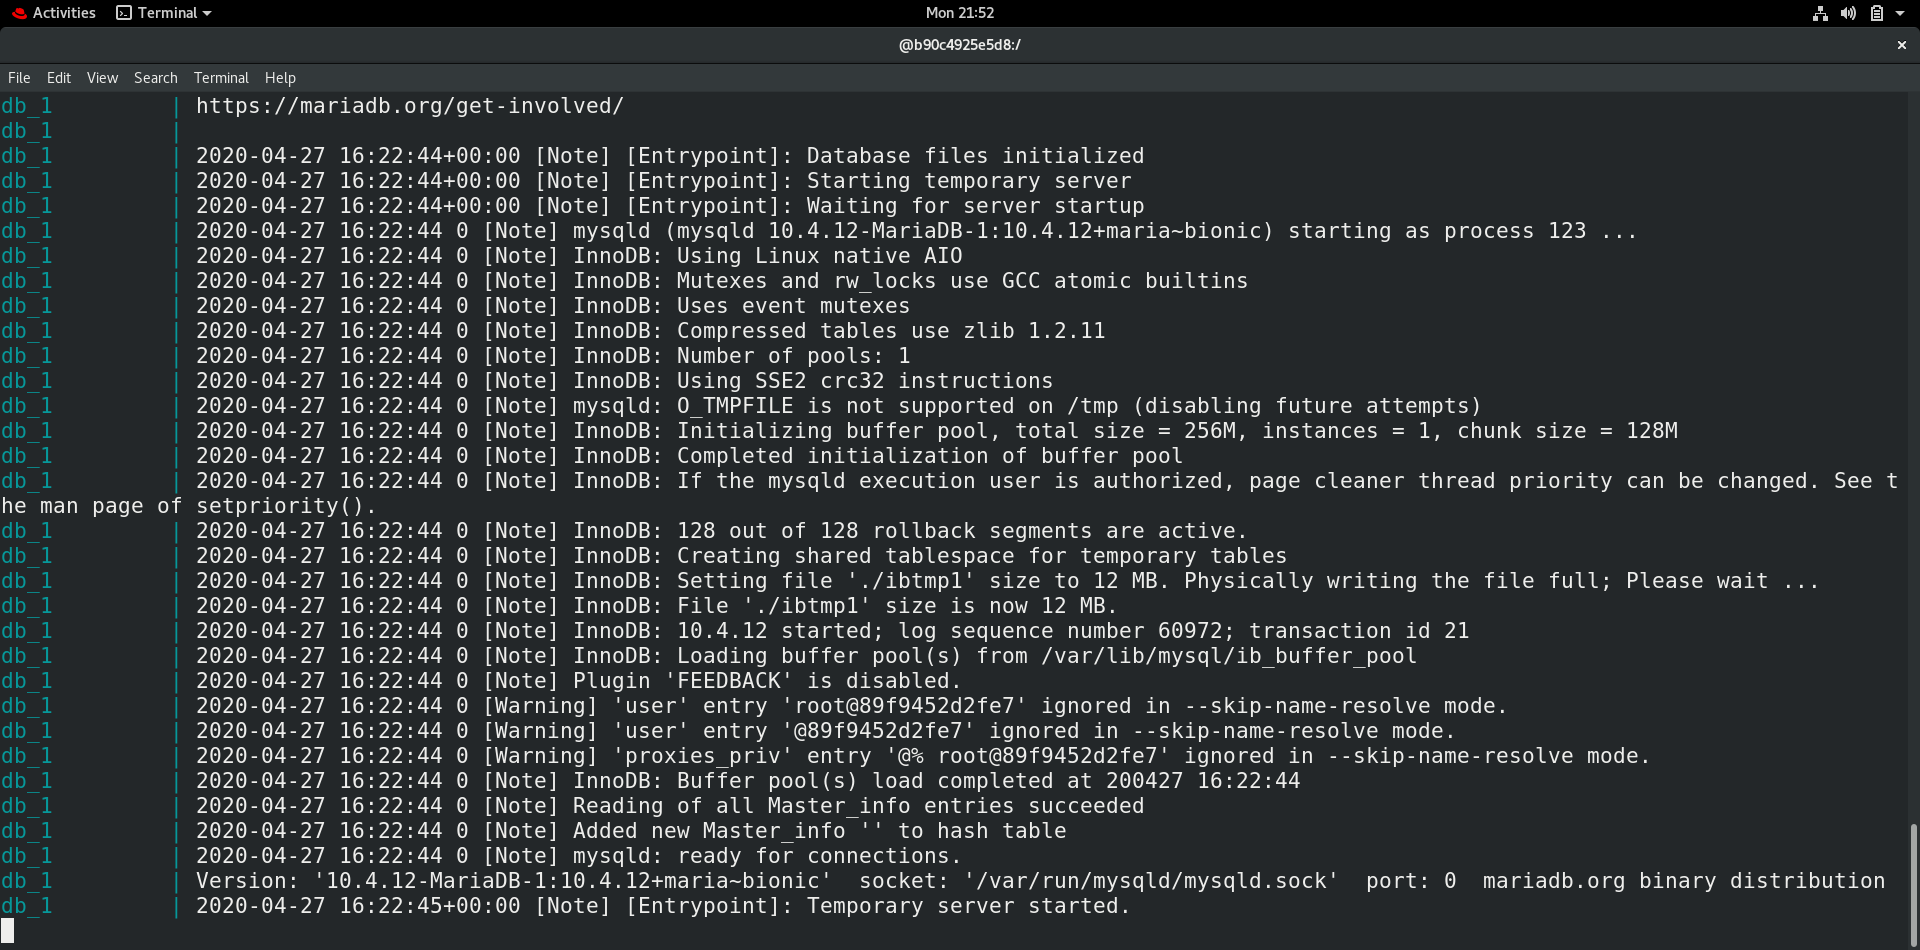 Activities Terminal Mon 21:52
@b90c4925e5d8:/
File Edit View Search Terminal Help
db_1 | https://mariadb.org/get-involved/
db_1 |
db_1 | 2020-04-27 16:22:44+00:00 [Note] [Entrypoint]: Database files initialized
db_1 | 2020-04-27 16:22:44+00:00 [Note] [Entrypoint]: Starting temporary server
db_1 | 2020-04-27 16:22:44+00:00 [Note] [Entrypoint]: Waiting for server startup
db_1 | 2020-04-27 16:22:44 0 [Note] mysqld (mysqld 10.4.12-MariaDB-1:10.4.12+maria~bionic) starting as process 123 ...
db_1 | 2020-04-27 16:22:44 0 [Note] InnoDB: Using Linux native AIO
db_1 | 2020-04-27 16:22:44 0 [Note] InnoDB: Mutexes and rw_locks use GCC atomic builtins
db_1 | 2020-04-27 16:22:44 0 [Note] InnoDB: Uses event mutexes
db_1 | 2020-04-27 16:22:44 0 [Note] InnoDB: Compressed tables use zlib 1.2.11
db_1 | 2020-04-27 16:22:44 0 [Note] InnoDB: Number of pools: 1
db_1 | 2020-04-27 16:22:44 0 [Note] InnoDB: Using SSE2 crc32 instructions
db_1 | 2020-04-27 16:22:44 0 [Note] mysqld: O_TMPFILE is not supported on /tmp (disabling future attempts)
db_1 | 2020-04-27 16:22:44 0 [Note] InnoDB: Initializing buffer pool, total size = 256M, instances = 1, chunk size = 128M
db_1 | 2020-04-27 16:22:44 0 [Note] InnoDB: Completed initialization of buffer pool
db_1 | 2020-04-27 16:22:44 0 [Note] InnoDB: If the mysqld execution user is authorized, page cleaner thread priority can be changed. See t
he man page of setpriority().
db_1 | 2020-04-27 16:22:44 0 [Note] InnoDB: 128 out of 128 rollback segments are active.
db_1 | 2020-04-27 16:22:44 0 [Note] InnoDB: Creating shared tablespace for temporary tables
db_1 | 2020-04-27 16:22:44 0 [Note] InnoDB: Setting file './ibtmp1' size to 12 MB. Physically writing the file full; Please wait ...
db_1 | 2020-04-27 16:22:44 0 [Note] InnoDB: File './ibtmp1' size is now 12 MB.
db_1 | 2020-04-27 16:22:44 0 [Note] InnoDB: 10.4.12 started; log sequence number 60972; transaction id 21
db_1 | 2020-04-27 16:22:44 0 [Note] InnoDB: Loading buffer pool(s) from /var/lib/mysql/ib_buffer_pool
db_1 | 2020-04-27 16:22:44 0 [Note] Plugin 'FEEDBACK' is disabled.
db_1 | 2020-04-27 16:22:44 0 [Warning] 'user' entry 'root@89f9452d2fe7' ignored in --skip-name-resolve mode.
db_1 | 2020-04-27 16:22:44 0 [Warning] 'user' entry '@89f9452d2fe7' ignored in --skip-name-resolve mode.
db_1 | 2020-04-27 16:22:44 0 [Warning] 'proxies_priv' entry '@% root@89f9452d2fe7' ignored in --skip-name-resolve mode.
db_1 | 2020-04-27 16:22:44 0 [Note] InnoDB: Buffer pool(s) load completed at 200427 16:22:44
db_1 | 2020-04-27 16:22:44 0 [Note] Reading of all Master_info entries succeeded
db_1 | 2020-04-27 16:22:44 0 [Note] Added new Master_info '' to hash table
db_1 | 2020-04-27 16:22:44 0 [Note] mysqld: ready for connections.
db_1 | Version: '10.4.12-MariaDB-1:10.4.12+maria~bionic'  socket: '/var/run/mysqld/mysqld.sock'  port: 0  mariadb.org binary distribution
db_1 | 2020-04-27 16:22:45+00:00 [Note] [Entrypoint]: Temporary server started.